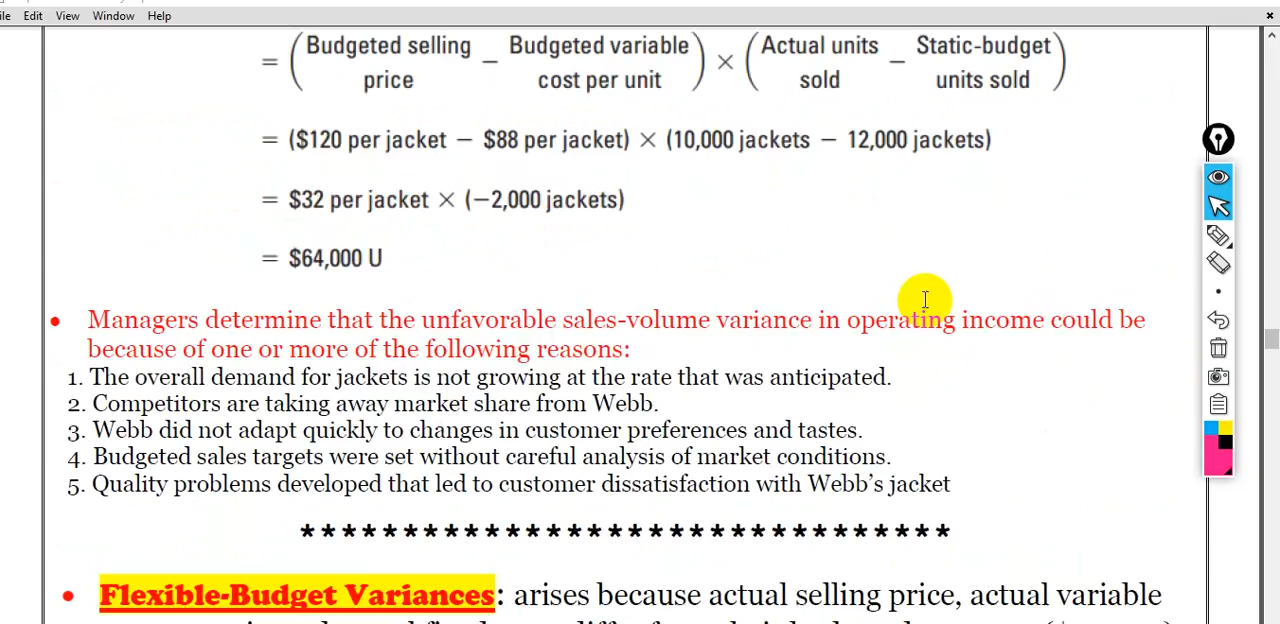 ile Edit View Window Help
= (Budgeted selling price − Budgeted variable cost per unit) × (Actual units sold − Static-budget units sold)
= ($120 per jacket − $88 per jacket) × (10,000 jackets − 12,000 jackets)
= $32 per jacket × (−2,000 jackets)
= $64,000 U
• Managers determine that the unfavorable sales-volume variance in operating income could be
because of one or more of the following reasons:
1. The overall demand for jackets is not growing at the rate that was anticipated.
2. Competitors are taking away market share from Webb.
3. Webb did not adapt quickly to changes in customer preferences and tastes.
4. Budgeted sales targets were set without careful analysis of market conditions.
5. Quality problems developed that led to customer dissatisfaction with Webb's jacket
*******************************
• Flexible-Budget Variances: arises because actual selling price, actual variable